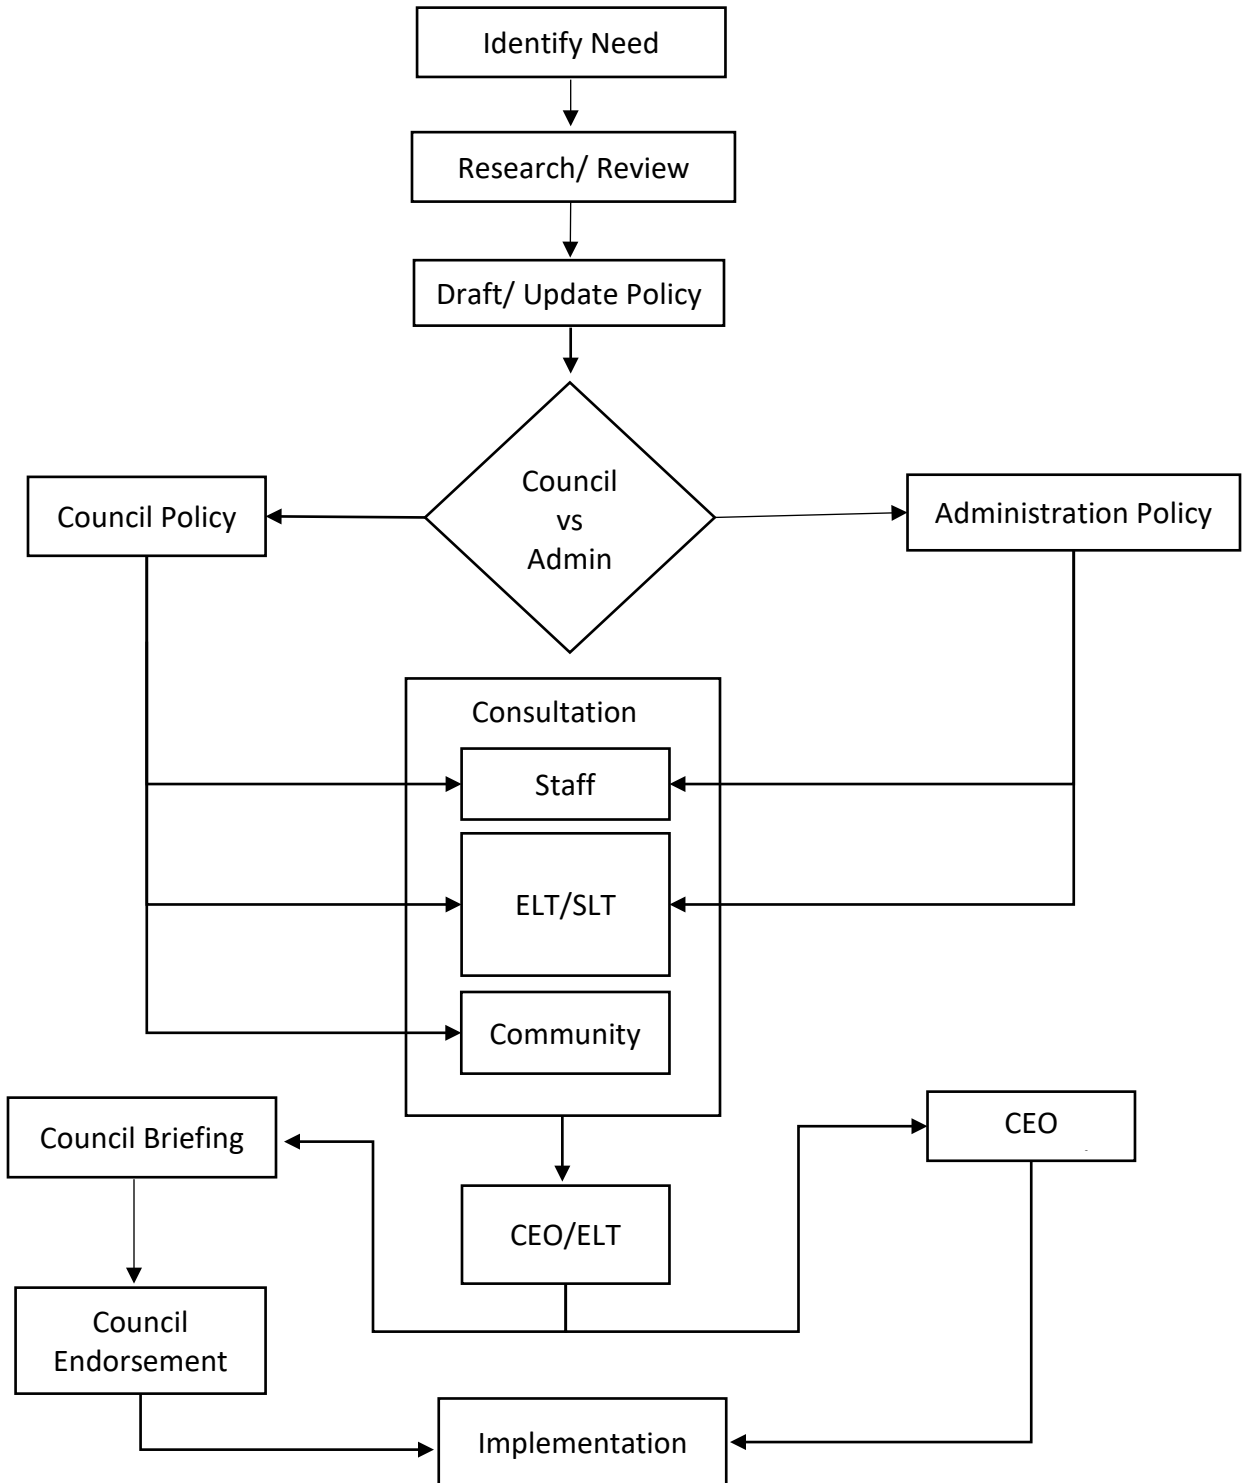 Identify Need
Research/ Review
Draft/ Update Policy
Council
vs
Admin
Council Policy
Administration Policy
Consultation
Staff
ELT/SLT
Community
Council Briefing
CEO
CEO/ELT
Council
Endorsement
Implementation